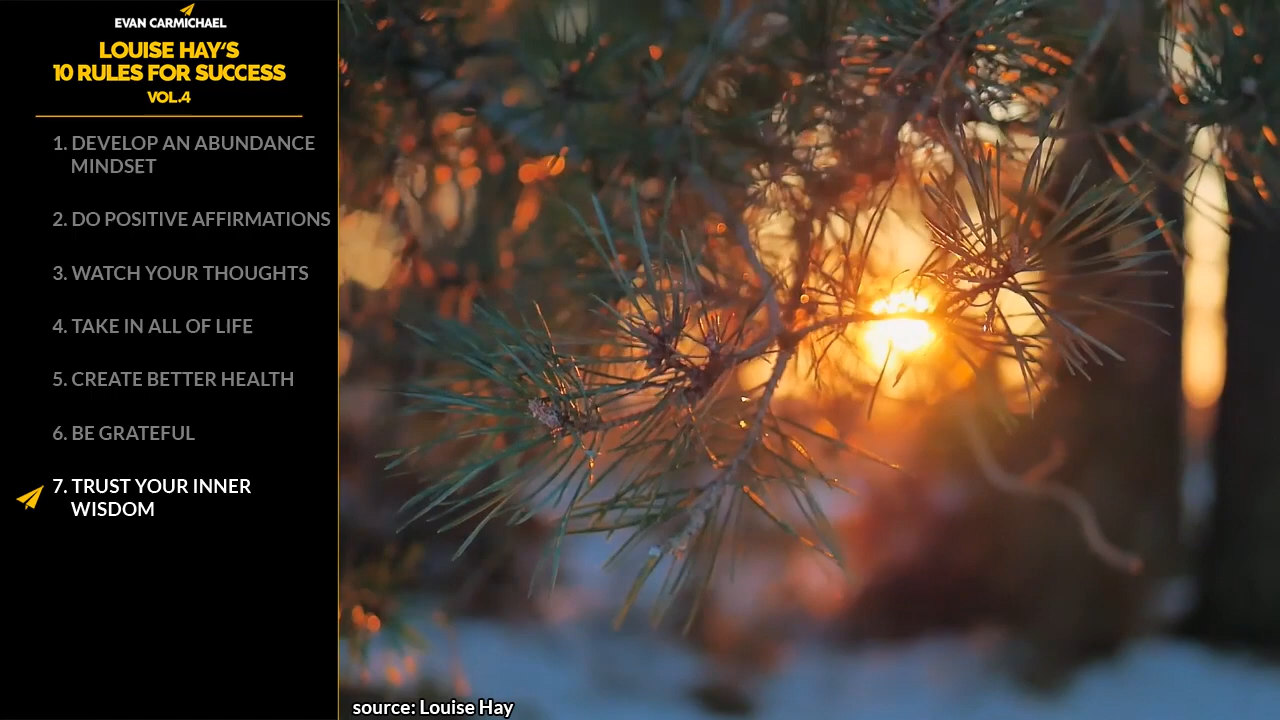 EVAN CARMICHAEL
LOUISE HAY'S
10 RULES FOR SUCCESS
VOL.4
1. DEVELOP AN ABUNDANCE
MINDSET
2. DO POSITIVE AFFIRMATIONS
3. WATCH YOUR THOUGHTS
4. TAKE IN ALL OF LIFE
5. CREATE BETTER HEALTH
6. BE GRATEFUL
7. TRUST YOUR INNER
WISDOM
source: Louise Hay